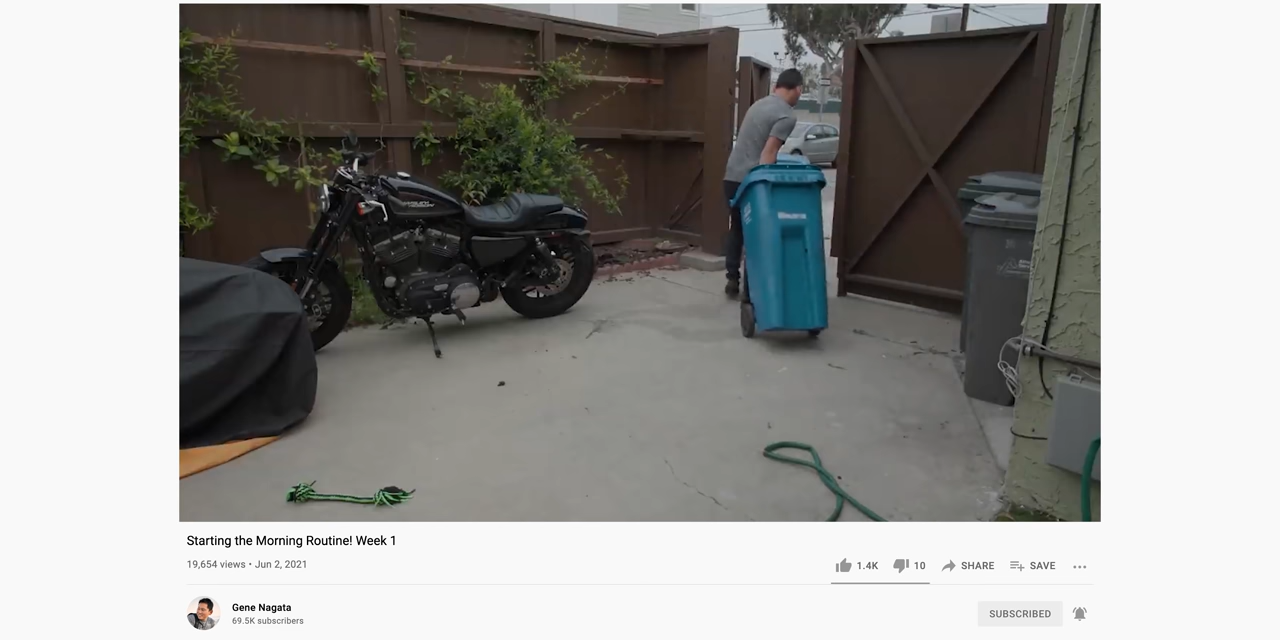 Starting the Morning Routine! Week 1
19,654 views • Jun 2, 2021
1.4K
10
SHARE
SAVE
Gene Nagata
69.5K subscribers
SUBSCRIBED